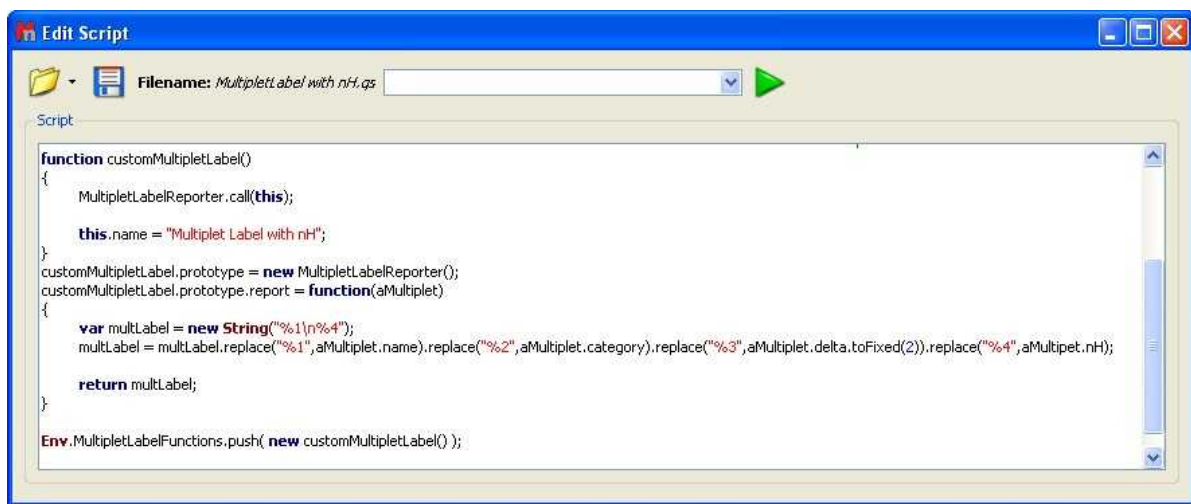 Edit Script
Filename: MultipletLabel with nH.qs
Script
function customMultipletLabel()
{
MultipletLabelReporter.call(this);
this.name = "Multiplet Label with nH";
}
customMultipletLabel.prototype = new MultipletLabelReporter();
customMultipletLabel.prototype.report = function(aMultiplet)
{
var multLabel = new String("%1\n%4");
multLabel = multLabel.replace("%1",aMultiplet.name).replace("%2",aMultiplet.category).replace("%3",aMultiplet.delta.toFixed(2)).replace("%4",aMultipet.nH);
return multLabel;
}
Env.MultipletLabelFunctions.push( new customMultipletLabel() );